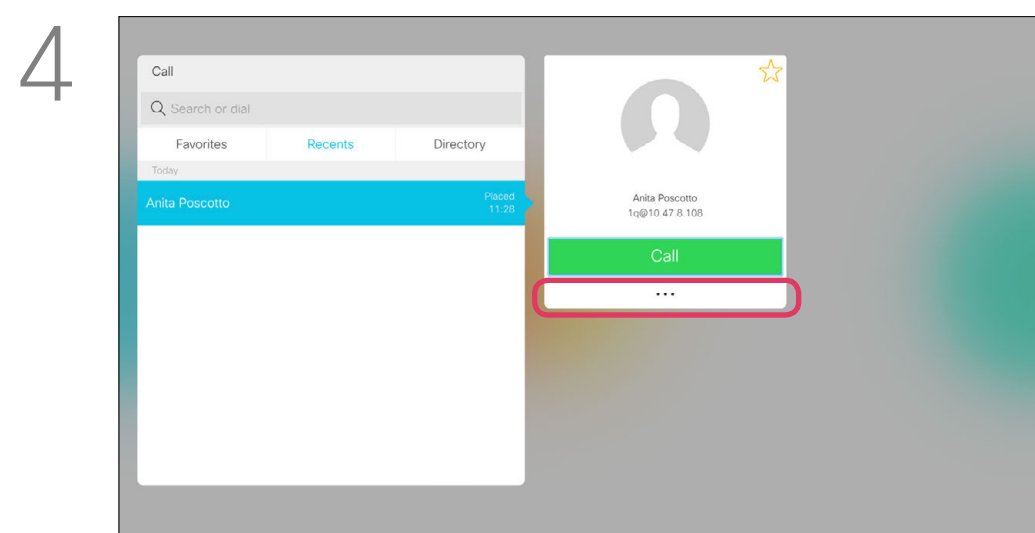 4
Call
Search or dial
Favorites Recents Directory
Today
Anita Poscotto Placed
11:28
Anita Poscotto
1q@10.47.8.108
Call
...